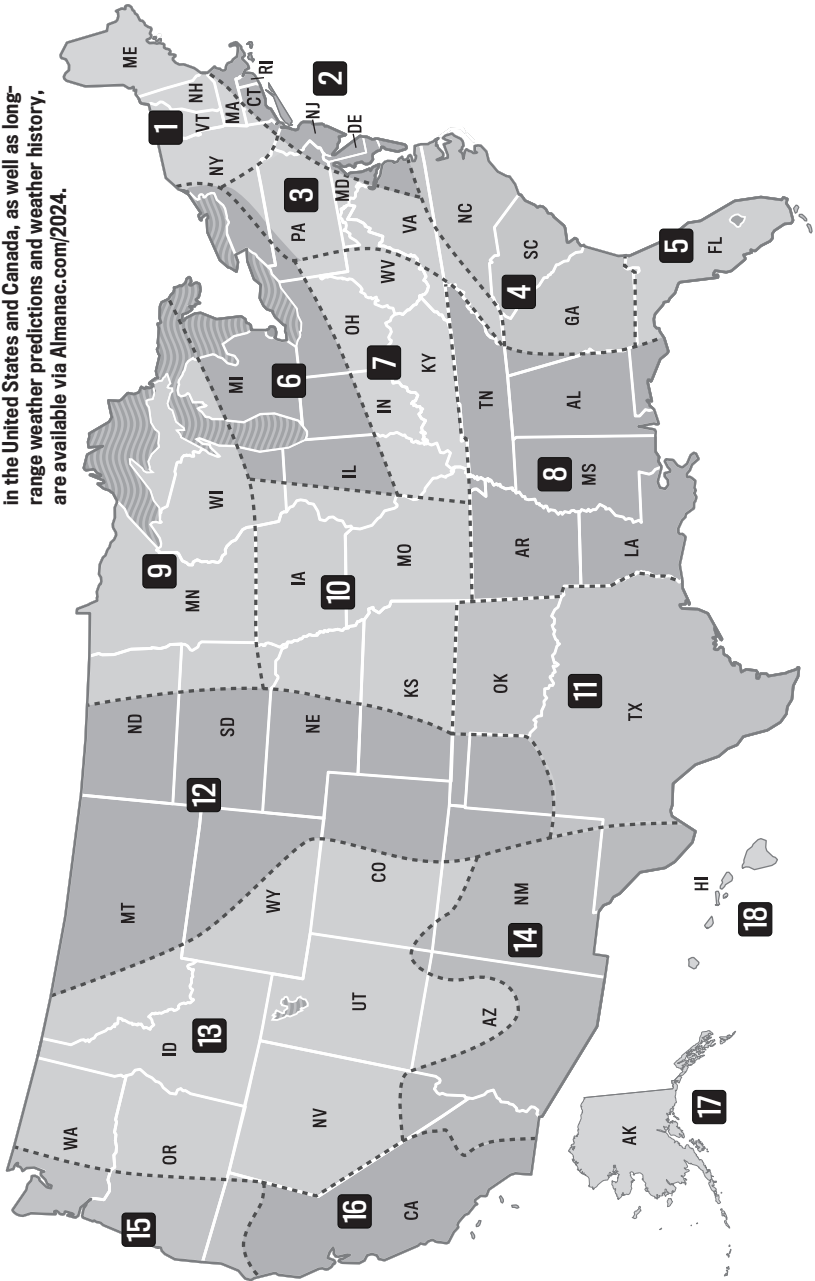 in the United States and Canada, as well as long-
range weather predictions and weather history,
are available via Almanac.com/2024.
ME
NH
VT
MA
CT
RI
1
2
NY
NJ
DE
3
PA
MD
VA
WV
NC
SC
4
GA
5
FL
MI
6
OH
7
IN
KY
IL
TN
AL
8
MS
WI
9
MN
IA
10
MO
AR
LA
ND
SD
NE
KS
OK
11
TX
12
MT
WY
CO
NM
14
HI
18
ID
13
UT
AZ
WA
OR
NV
15
16
CA
AK
17